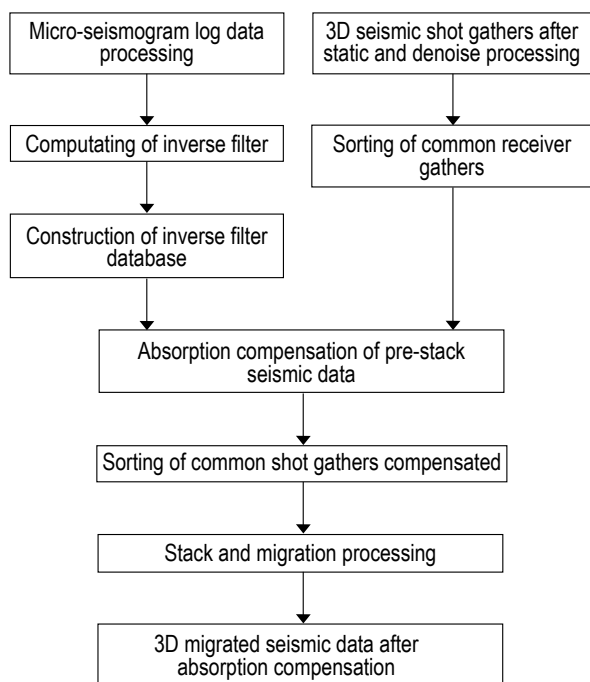 Micro-seismogram log data
processing
3D seismic shot gathers after
static and denoise processing
Computating of inverse filter
Sorting of common receiver
gathers
Construction of inverse filter
database
Absorption compensation of pre-stack
seismic data
Sorting of common shot gathers compensated
Stack and migration processing
3D migrated seismic data after
absorption compensation